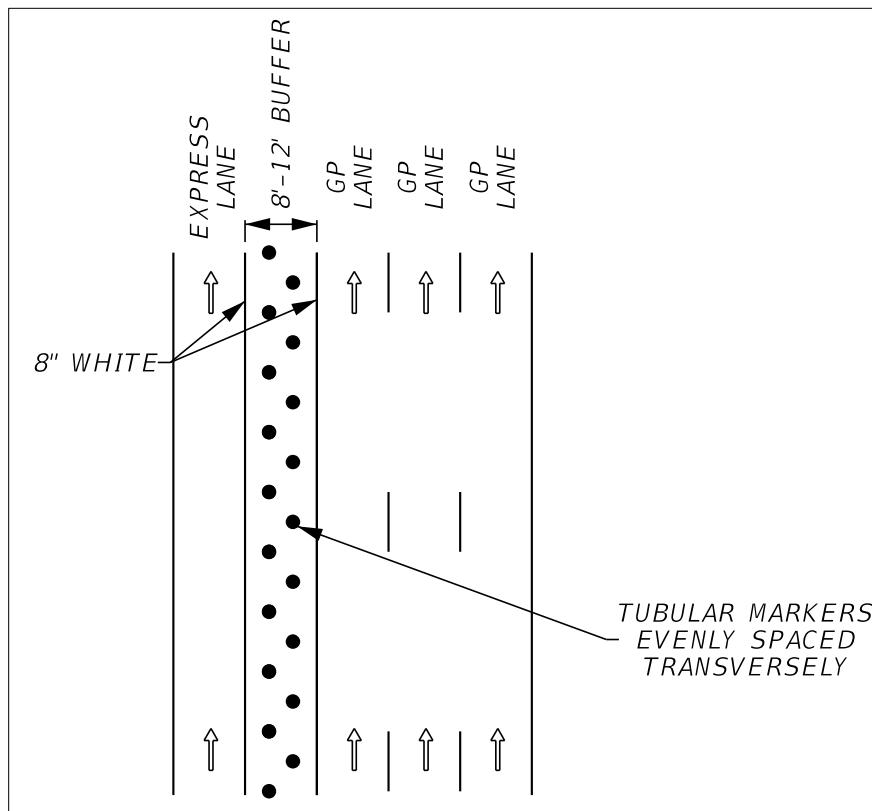 EXPRESS
LANE
8'-12' BUFFER
GP
LANE
GP
LANE
GP
LANE
8" WHITE
TUBULAR MARKERS
EVENLY SPACED
TRANSVERSELY